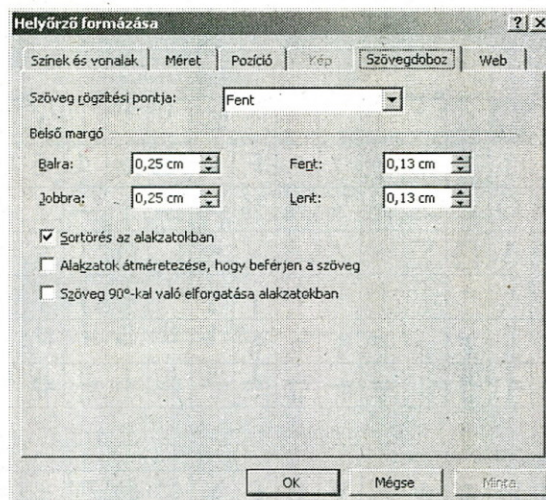 Helyőrző formázása
Színek és vonalak Méret Pozíció Kép Szövegdoboz Web
Szöveg rögzítési pontja: Fent
Belső margó
Balra: 0,25 cm Fent: 0,13 cm
Jobbra: 0,25 cm Lent: 0,13 cm
Sortörés az alakzatokban
Alakzatok átméretezése, hogy beférjen a szöveg
Szöveg 90°-kal való elforgatása alakzatokban
OK Mégse Minta